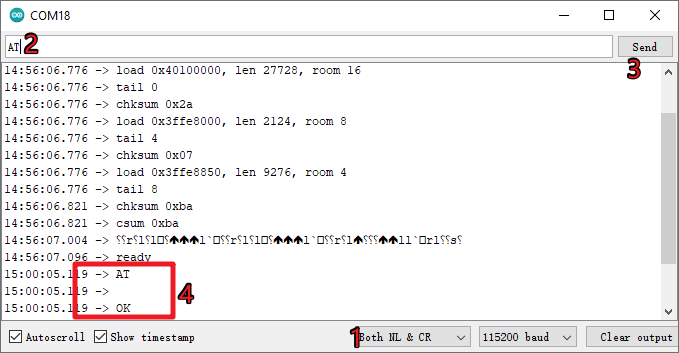 COM18
AT 2
Send
3
14:56:06.776 -> load 0x40100000, len 27728, room 16
14:56:06.776 -> tail 0
14:56:06.776 -> chksum 0x2a
14:56:06.776 -> load 0x3ffe8000, len 2124, room 8
14:56:06.776 -> tail 4
14:56:06.776 -> chksum 0x07
14:56:06.776 -> load 0x3ffe8850, len 9276, room 4
14:56:06.776 -> tail 8
14:56:06.821 -> chksum 0xba
14:56:06.821 -> csum 0xba
14:56:07.004 ->
14:56:07.096 -> ready
15:00:05.119 -> AT
15:00:05.119 ->
15:00:05.119 -> OK
4
Autoscroll Show timestamp 1 Both NL & CR 115200 baud Clear output